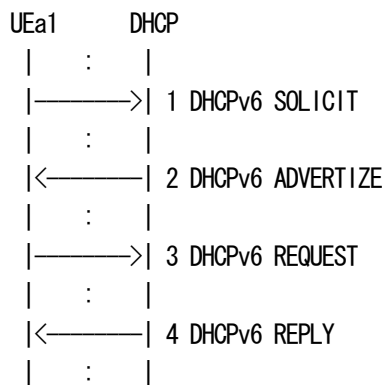 UEa1 DHCP
1 DHCPv6 SOLICIT
2 DHCPv6 ADVERTIZE
3 DHCPv6 REQUEST
4 DHCPv6 REPLY